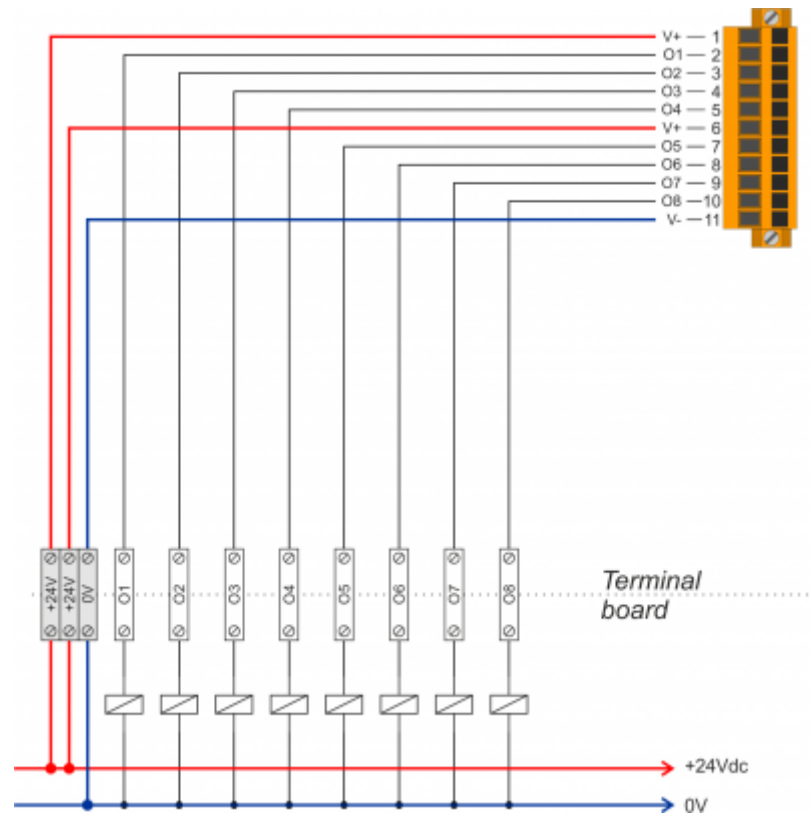 V+ — 1
O1 — 2
O2 — 3
O3 — 4
O4 — 5
V+ — 6
O5 — 7
O6 — 8
O7 — 9
O8 — 10
V- — 11
+24V
+24V
0V
O1
O2
O3
O4
O5
O6
O7
O8
Terminal
board
+24Vdc
0V